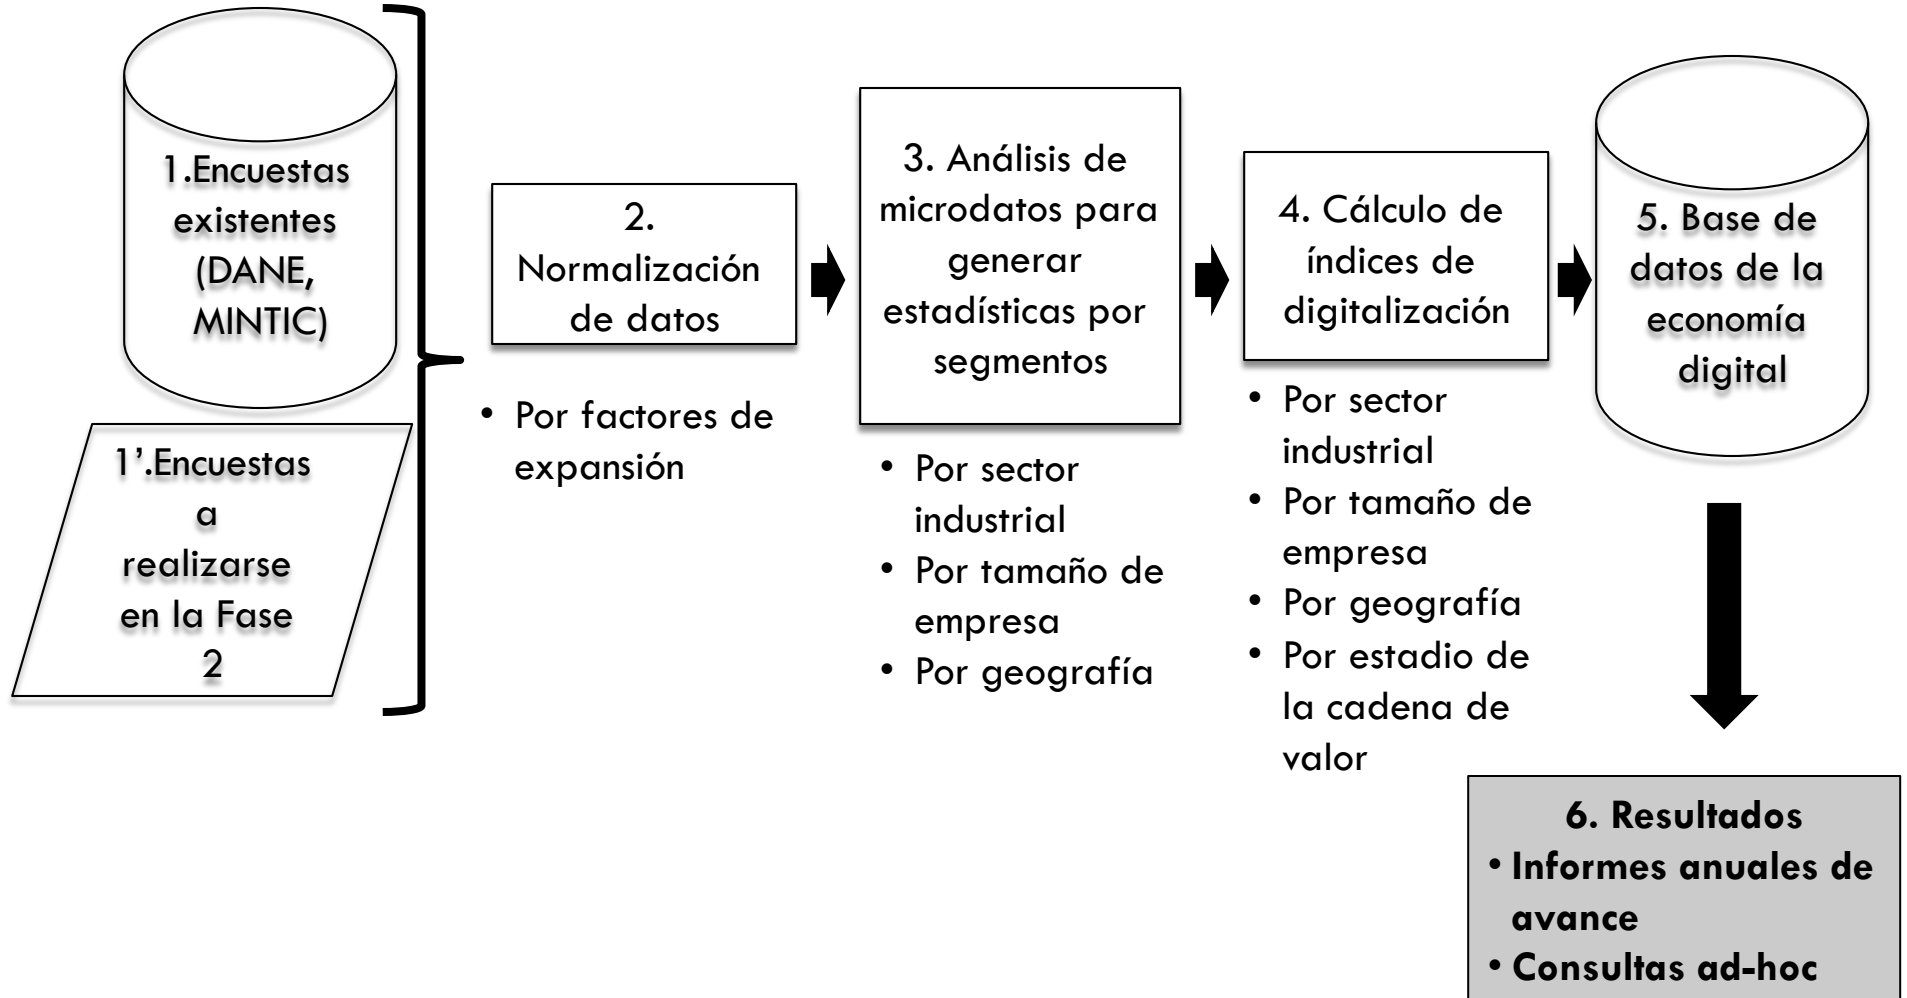 1.Encuestas
existentes
(DANE,
MINTIC)
1’.Encuestas
a
realizarse
en la Fase
2
2.
Normalización
de datos
• Por factores de
expansión
3. Análisis de
microdatos para
generar
estadísticas por
segmentos
• Por sector
industrial
• Por tamaño de
empresa
• Por geografía
4. Cálculo de
índices de
digitalización
• Por sector
industrial
• Por tamaño de
empresa
• Por geografía
• Por estadio de
la cadena de
valor
5. Base de
datos de la
economía
digital
6. Resultados
• Informes anuales de
avance
• Consultas ad-hoc